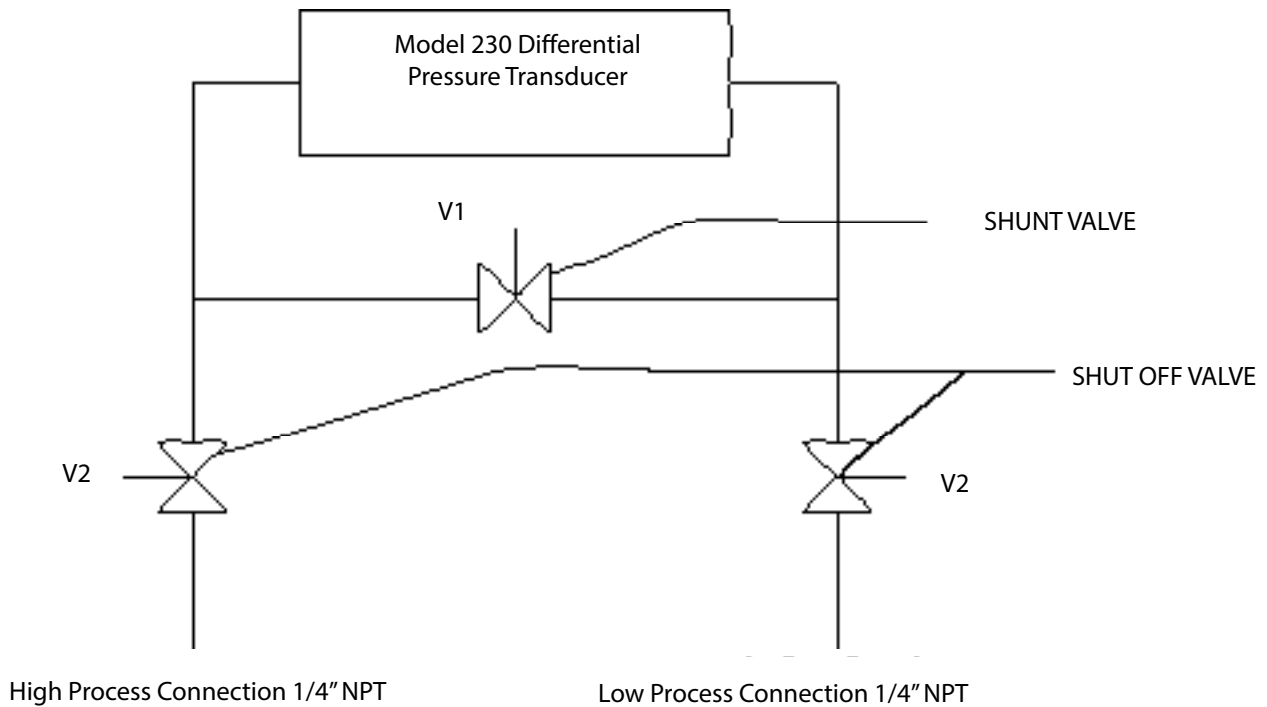 Model 230 Differential
Pressure Transducer
V1
SHUNT VALVE
SHUT OFF VALVE
V2
V2
High Process Connection 1/4” NPT
Low Process Connection 1/4” NPT